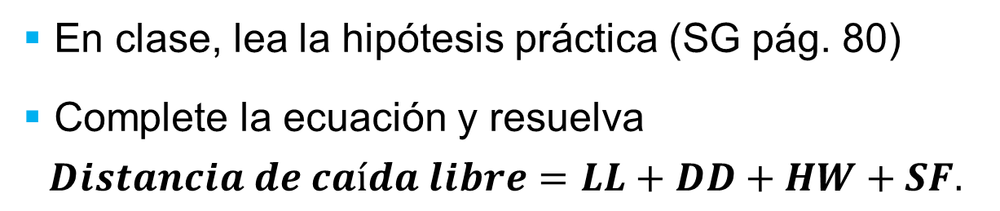 ▪ En clase, lea la hipótesis práctica (SG pág. 80)
▪ Complete la ecuación y resuelva
Distancia de caída libre = LL + DD + HW + SF.